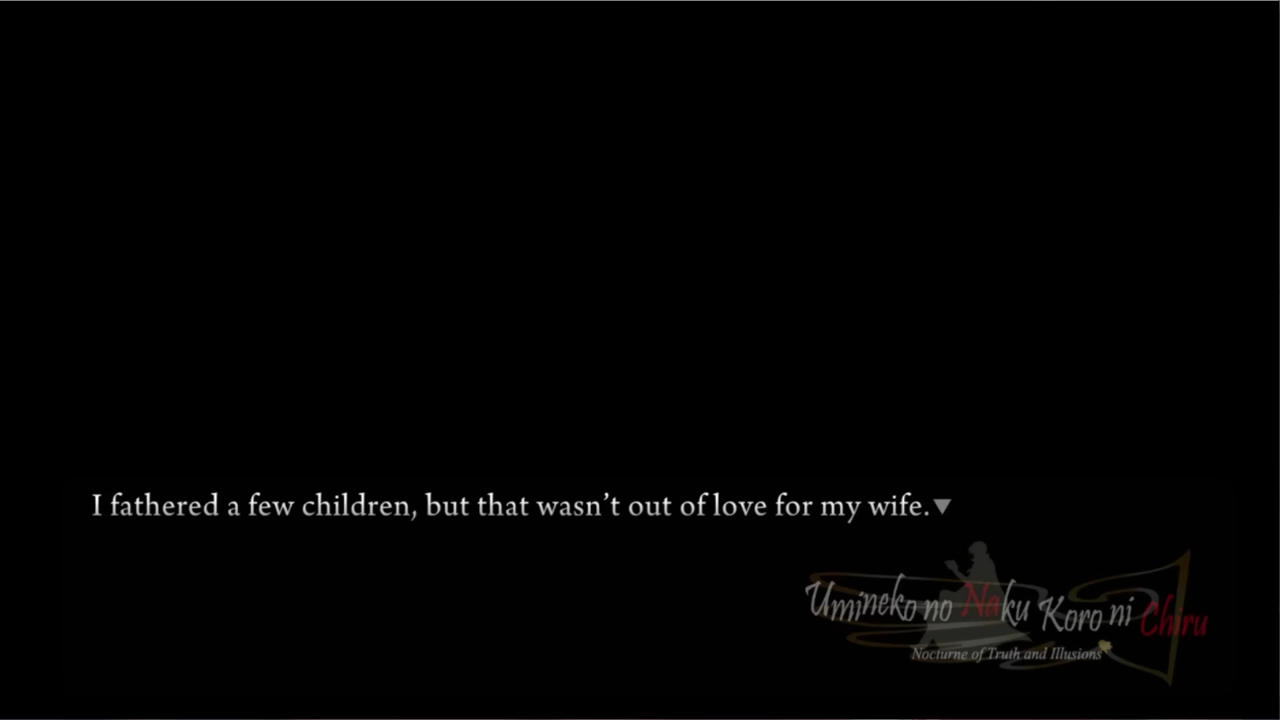 I fathered a few children, but that wasn’t out of love for my wife.
Umineko no Naku Koro ni Chiru
Nocturne of Truth and Illusions